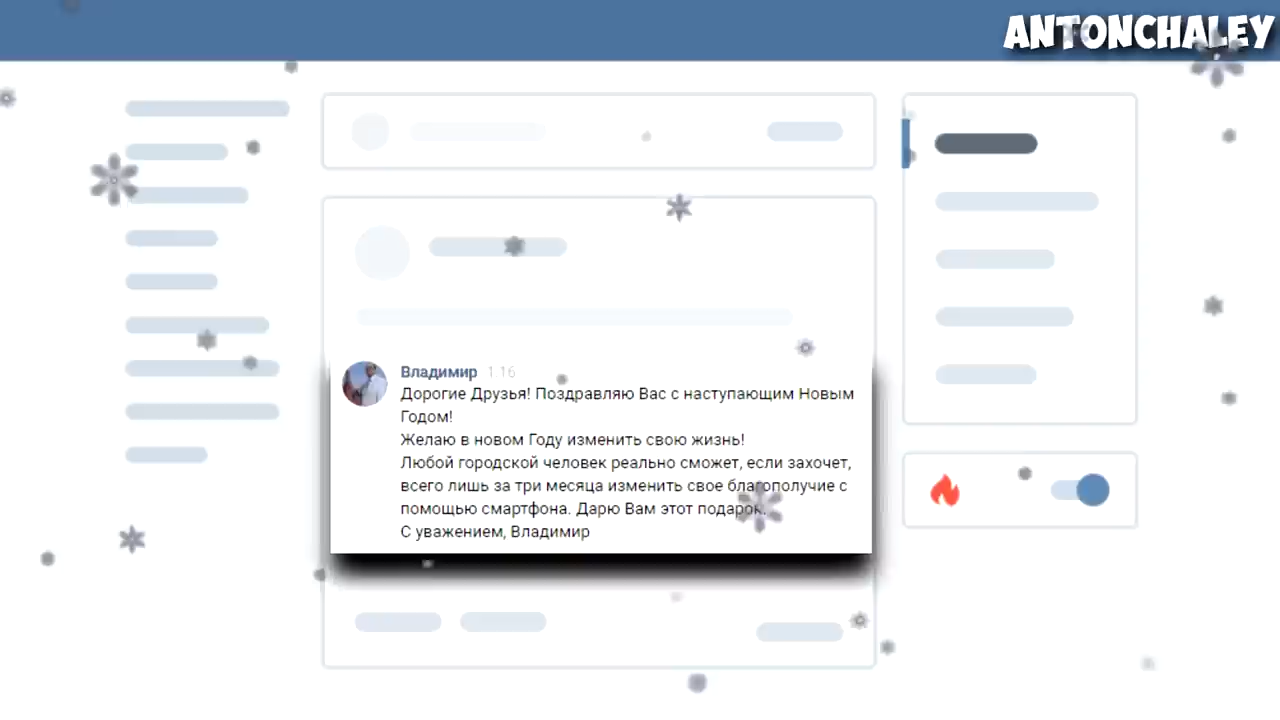 ANTONCHALEY
Владимир 1.16
Дорогие Друзья! Поздравляю Вас с наступающим Новым
Годом!
Желаю в новом Году изменить свою жизнь!
Любой городской человек реально сможет, если захочет,
всего лишь за три месяца изменить свое благополучие с
помощью смартфона. Дарю Вам этот подарок.
С уважением, Владимир